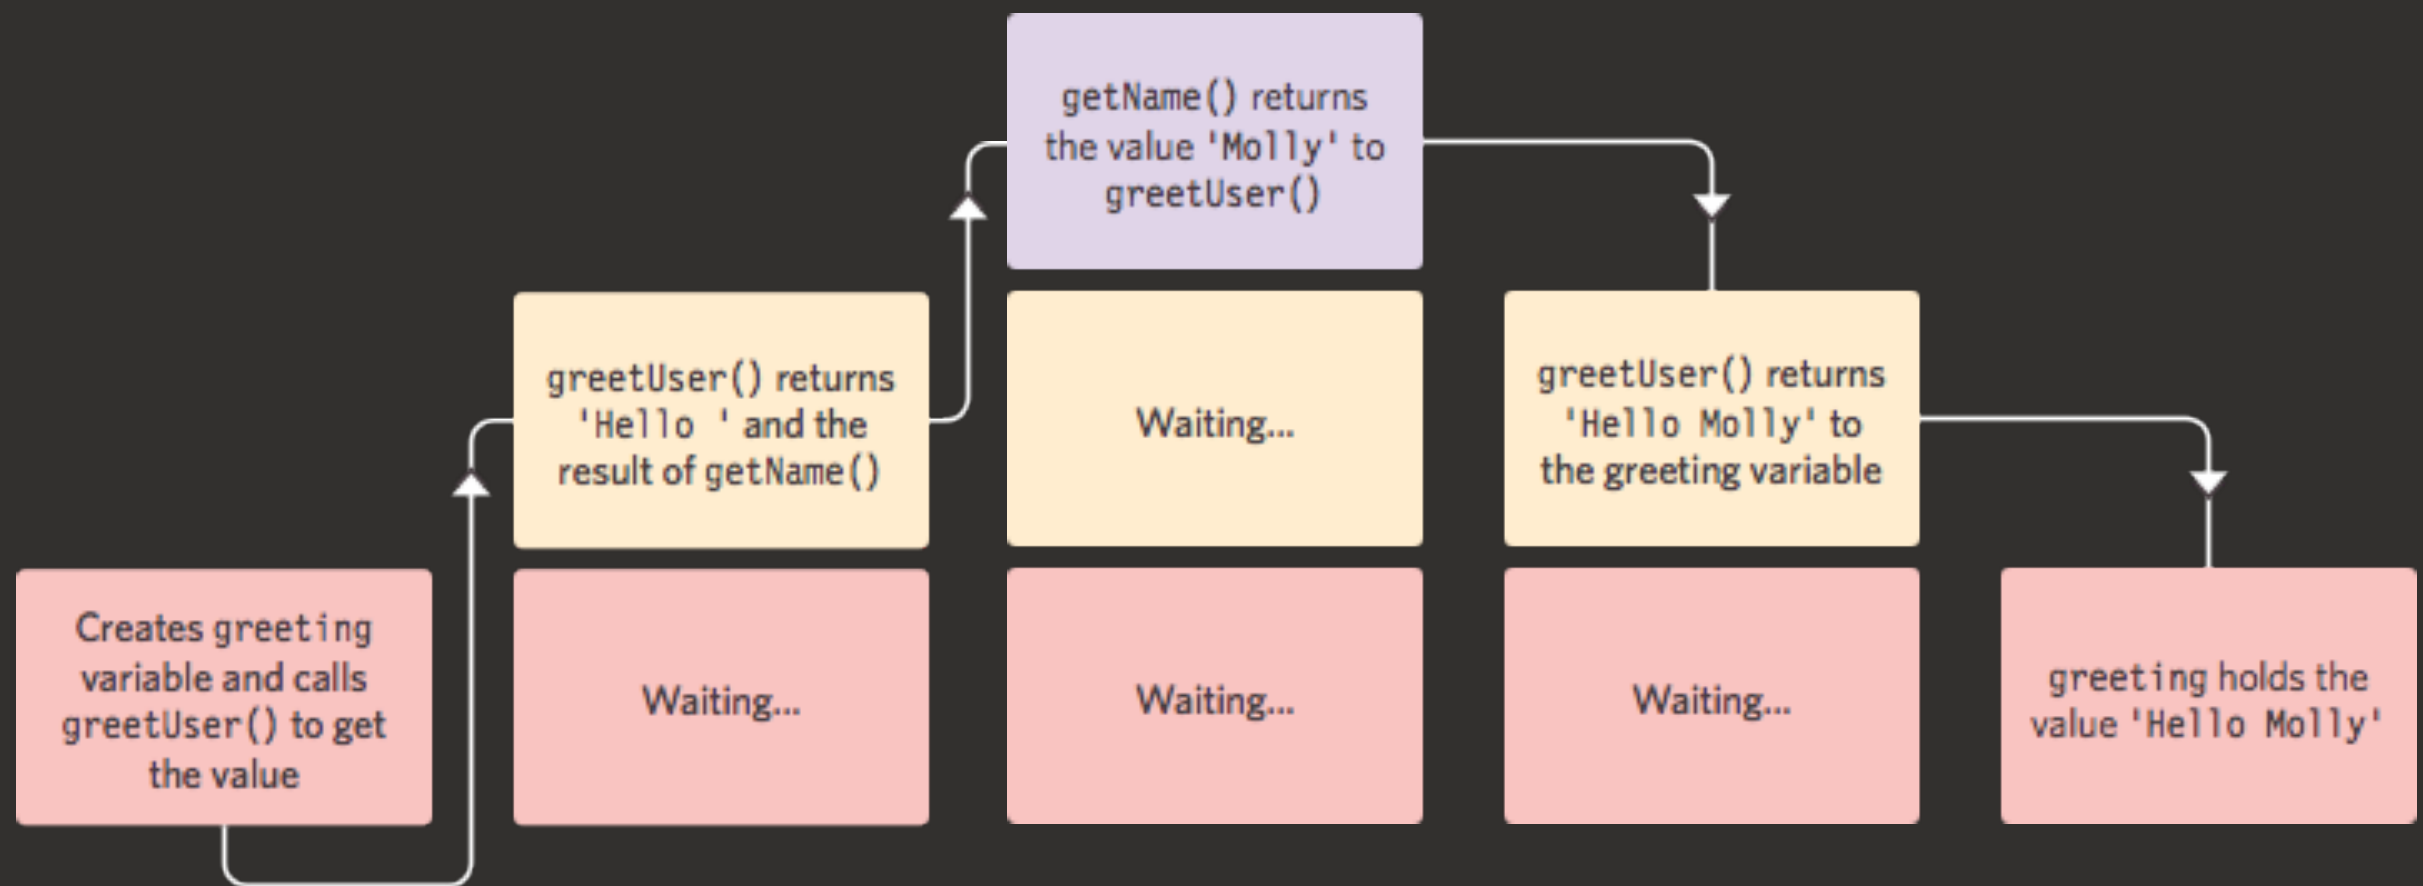 Creates greeting
variable and calls
greetUser() to get
the value
greetUser() returns
'Hello ' and the
result of getName()
Waiting...
getName() returns
the value 'Molly' to
greetUser()
Waiting...
Waiting...
greetUser() returns
'Hello Molly' to
the greeting variable
Waiting...
greeting holds the
value 'Hello Molly'